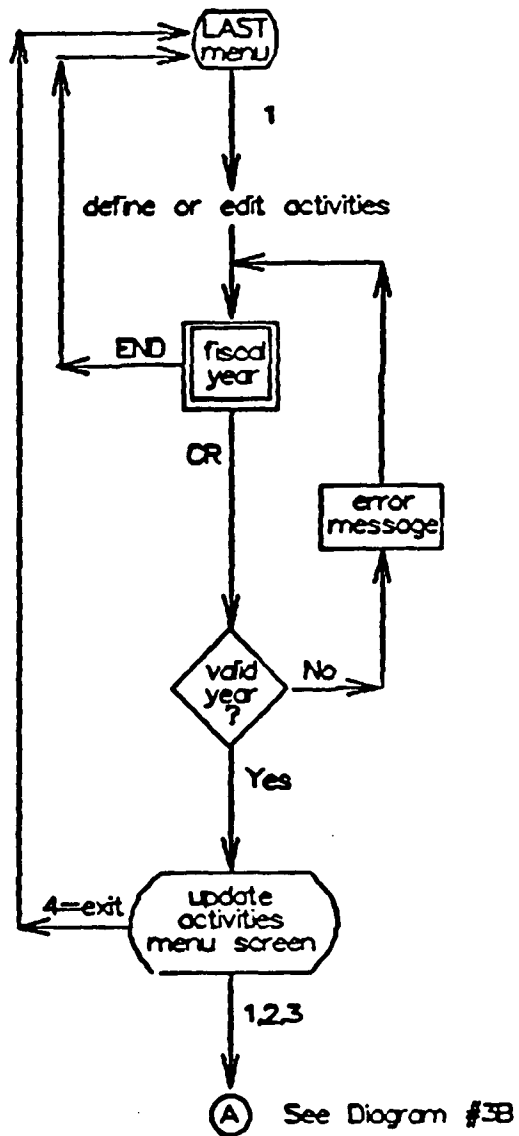 LAST
menu
1
define or edit activities
END
fiscal
year
CR
error
message
valid
year
?
No
Yes
4=exit
update
activities
menu screen
1,2,3
A See Diagram #3B